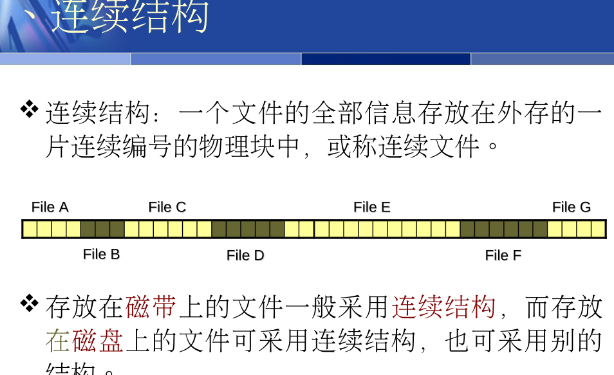 、连续结构
连续结构：一个文件的全部信息存放在外存的一
片连续编号的物理块中，或称连续文件。
File A File C File E File G
File B File D File F
存放在磁带上的文件一般采用连续结构，而存放
在磁盘上的文件可采用连续结构，也可采用别的
结构。